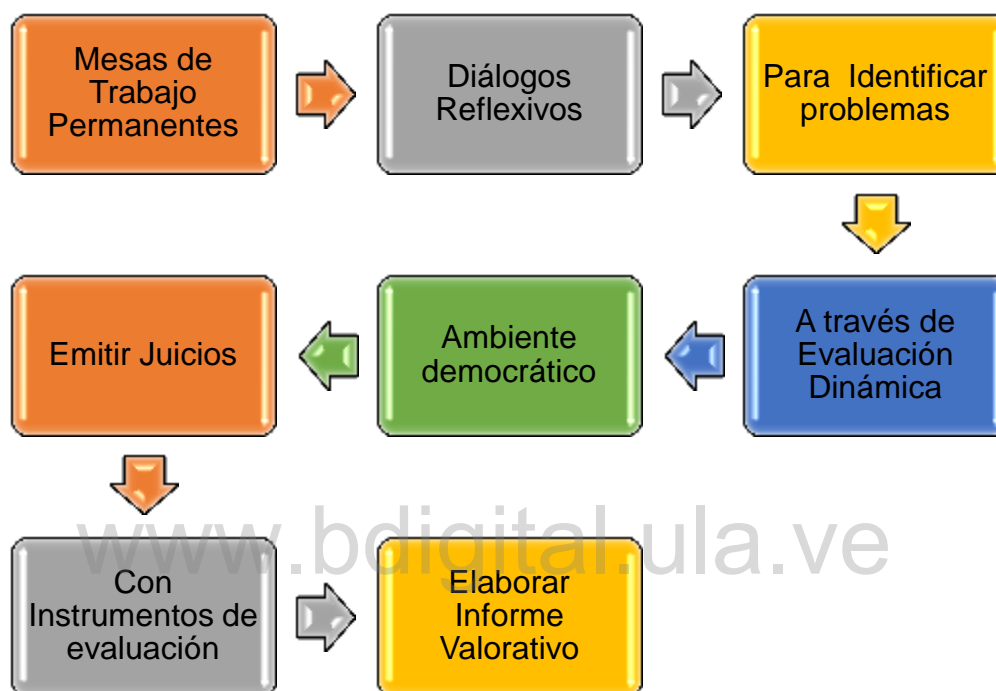 Mesas de
Trabajo
Permanentes
Diálogos
Reflexivos
Para Identificar
problemas
A través de
Evaluación
Dinámica
Ambiente
democrático
Emitir Juicios
Con
Instrumentos de
evaluación
Elaborar
Informe
Valorativo
www.bdigital.ula.ve